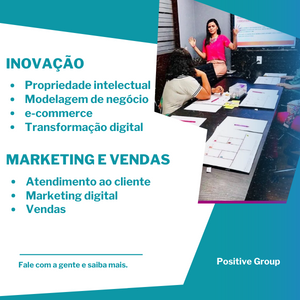 INOVAÇÃO
• Propriedade intelectual
• Modelagem de negócio
• e-commerce
• Transformação digital
MARKETING E VENDAS
• Atendimento ao cliente
• Marketing digital
• Vendas
Fale com a gente e saiba mais.
Positive Group